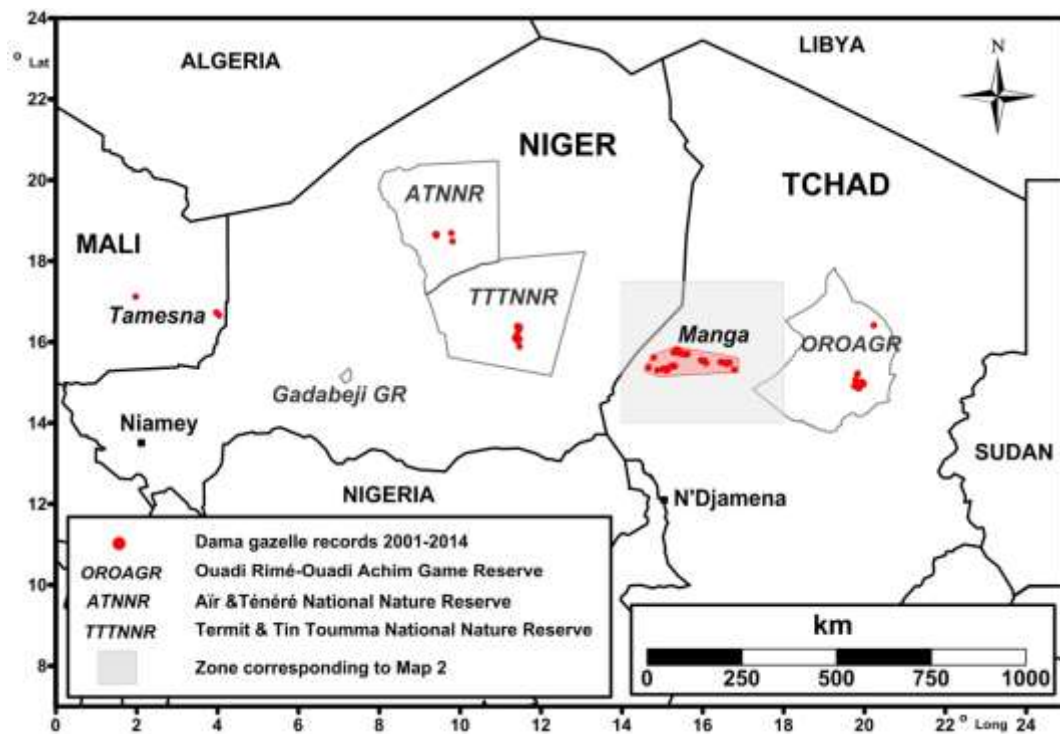 24
° Lat
22
20
18
16
14
12
10
8
ALGERIA
LIBYA
N
NIGER
TCHAD
ATNNR
MALI
TTTNNR
Tamesna
Manga
OROAGR
Gadabeji GR
Niamey
SUDAN
NIGERIA
N'Djamena
Dama gazelle records 2001-2014
OROAGR Ouadi Rimé-Ouadi Achim Game Reserve
ATNNR Aïr &Ténéré National Nature Reserve
TTTNNR Termit & Tin Toumma National Nature Reserve
Zone corresponding to Map 2
km
0 250 500 750 1000
0 2 4 6 8 10 12 14 16 18 20 22 ° Long 24